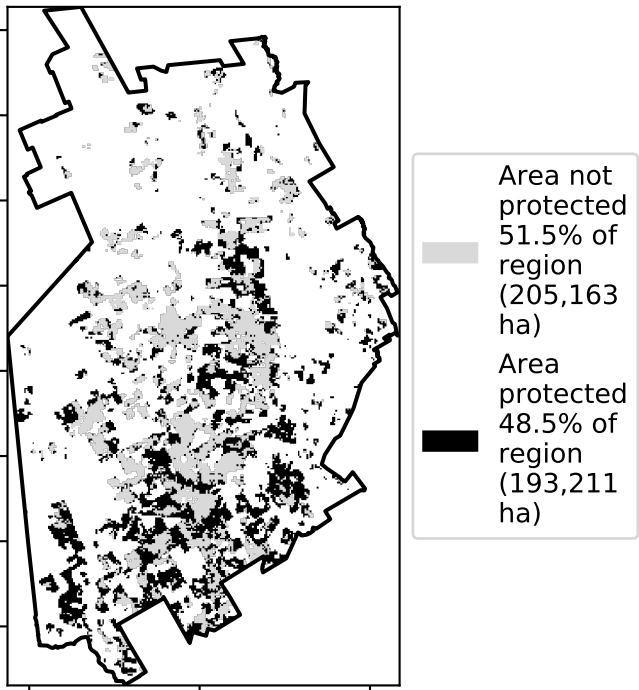 Area not
protected
51.5% of
region
(205,163
ha)
Area
protected
48.5% of
region
(193,211
ha)